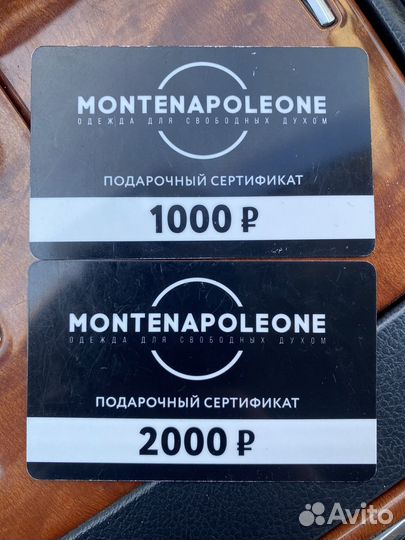 MONTENAPOLEONE
ОДЕЖДА ДЛЯ СВОБОДНЫХ ДУХОМ
ПОДАРОЧНЫЙ СЕРТИФИКАТ
1000 ₽
MONTENAPOLEONE
ОДЕЖДА ДЛЯ СВОБОДНЫХ ДУХОМ
ПОДАРОЧНЫЙ СЕРТИФИКАТ
2000 ₽
Avito